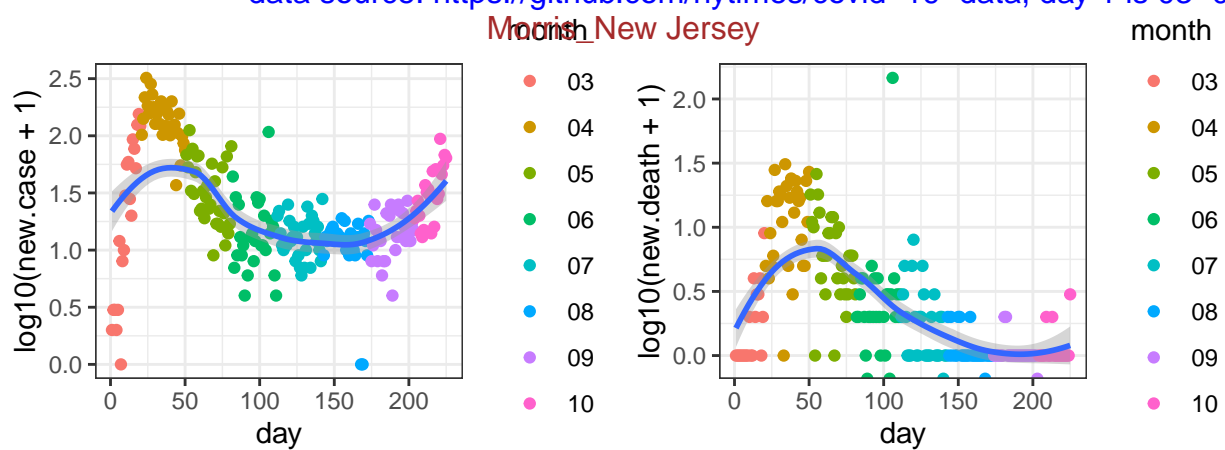 data source: https://github.com/nytimes/covid-19-data, day 1 is 03-
Morris_New Jersey
month
month
log10(new.case + 1)
2.5
2.0
1.5
1.0
0.5
0.0
0 50 100 150 200
day
03
04
05
06
07
08
09
10
log10(new.death + 1)
2.0
1.5
1.0
0.5
0.0
0 50 100 150 200
day
03
04
05
06
07
08
09
10